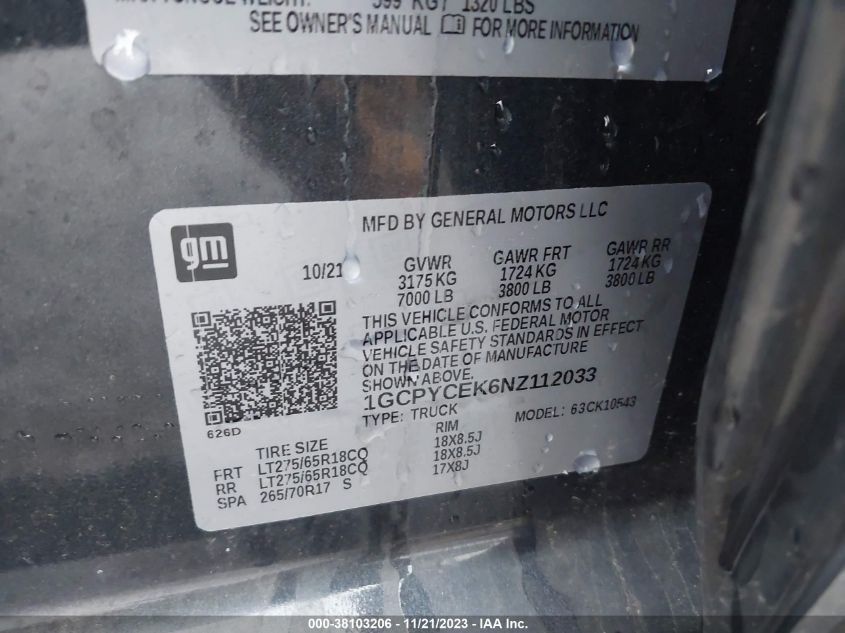 599 KG / 1320 LBS
SEE OWNER'S MANUAL FOR MORE INFORMATION
gm
MFD BY GENERAL MOTORS LLC
10/21
GVWR
3175 KG
7000 LB
GAWR FRT
1724 KG
3800 LB
GAWR RR
1724 KG
3800 LB
THIS VEHICLE CONFORMS TO ALL
APPLICABLE U.S. FEDERAL MOTOR
VEHICLE SAFETY STANDARDS IN EFFECT
ON THE DATE OF MANUFACTURE
SHOWN ABOVE.
1GCPYCEK6NZ112033
TYPE: TRUCK MODEL: 63CK10543
626D
TIRE SIZE RIM
FRT LT275/65R18CQ 18X8.5J
RR LT275/65R18CQ 18X8.5J
SPA 265/70R17 S 17X8J
000-38103206 - 11/21/2023 - IAA Inc.